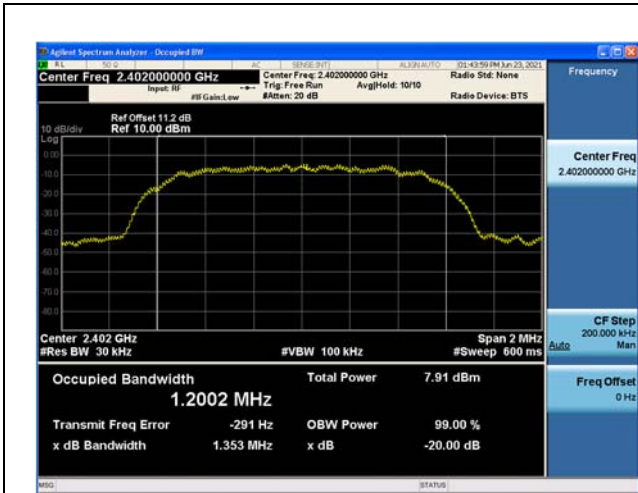 Agilent Spectrum Analyzer - Occupied BW
RL 50 Ω AC SENSE:INT ALIGN AUTO 01:43:59 PM Jun 23, 2021
Center Freq 2.402000000 GHz Center Freq: 2.402000000 GHz Radio Std: None Frequency
Input: RF Trig: Free Run Avg|Hold: 10/10
#IFGain:Low #Atten: 20 dB Radio Device: BTS
Ref Offset 11.2 dB
10 dB/div Ref 10.00 dBm
Log
0.00
-10.0
-20.0
-30.0
-40.0
-50.0
-60.0
-70.0
-80.0
Center Freq
2.402000000 GHz
Center 2.402 GHz Span 2 MHz
#Res BW 30 kHz #VBW 100 kHz #Sweep 600 ms
CF Step
200.000 kHz
Auto Man
Occupied Bandwidth Total Power 7.91 dBm
1.2002 MHz
Transmit Freq Error -291 Hz OBW Power 99.00 %
x dB Bandwidth 1.353 MHz x dB -20.00 dB
Freq Offset
0 Hz
MSG STATUS